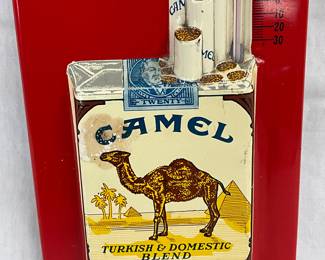 10
20
30
TWENTY
CAMEL
TURKISH & DOMESTIC
BLEND